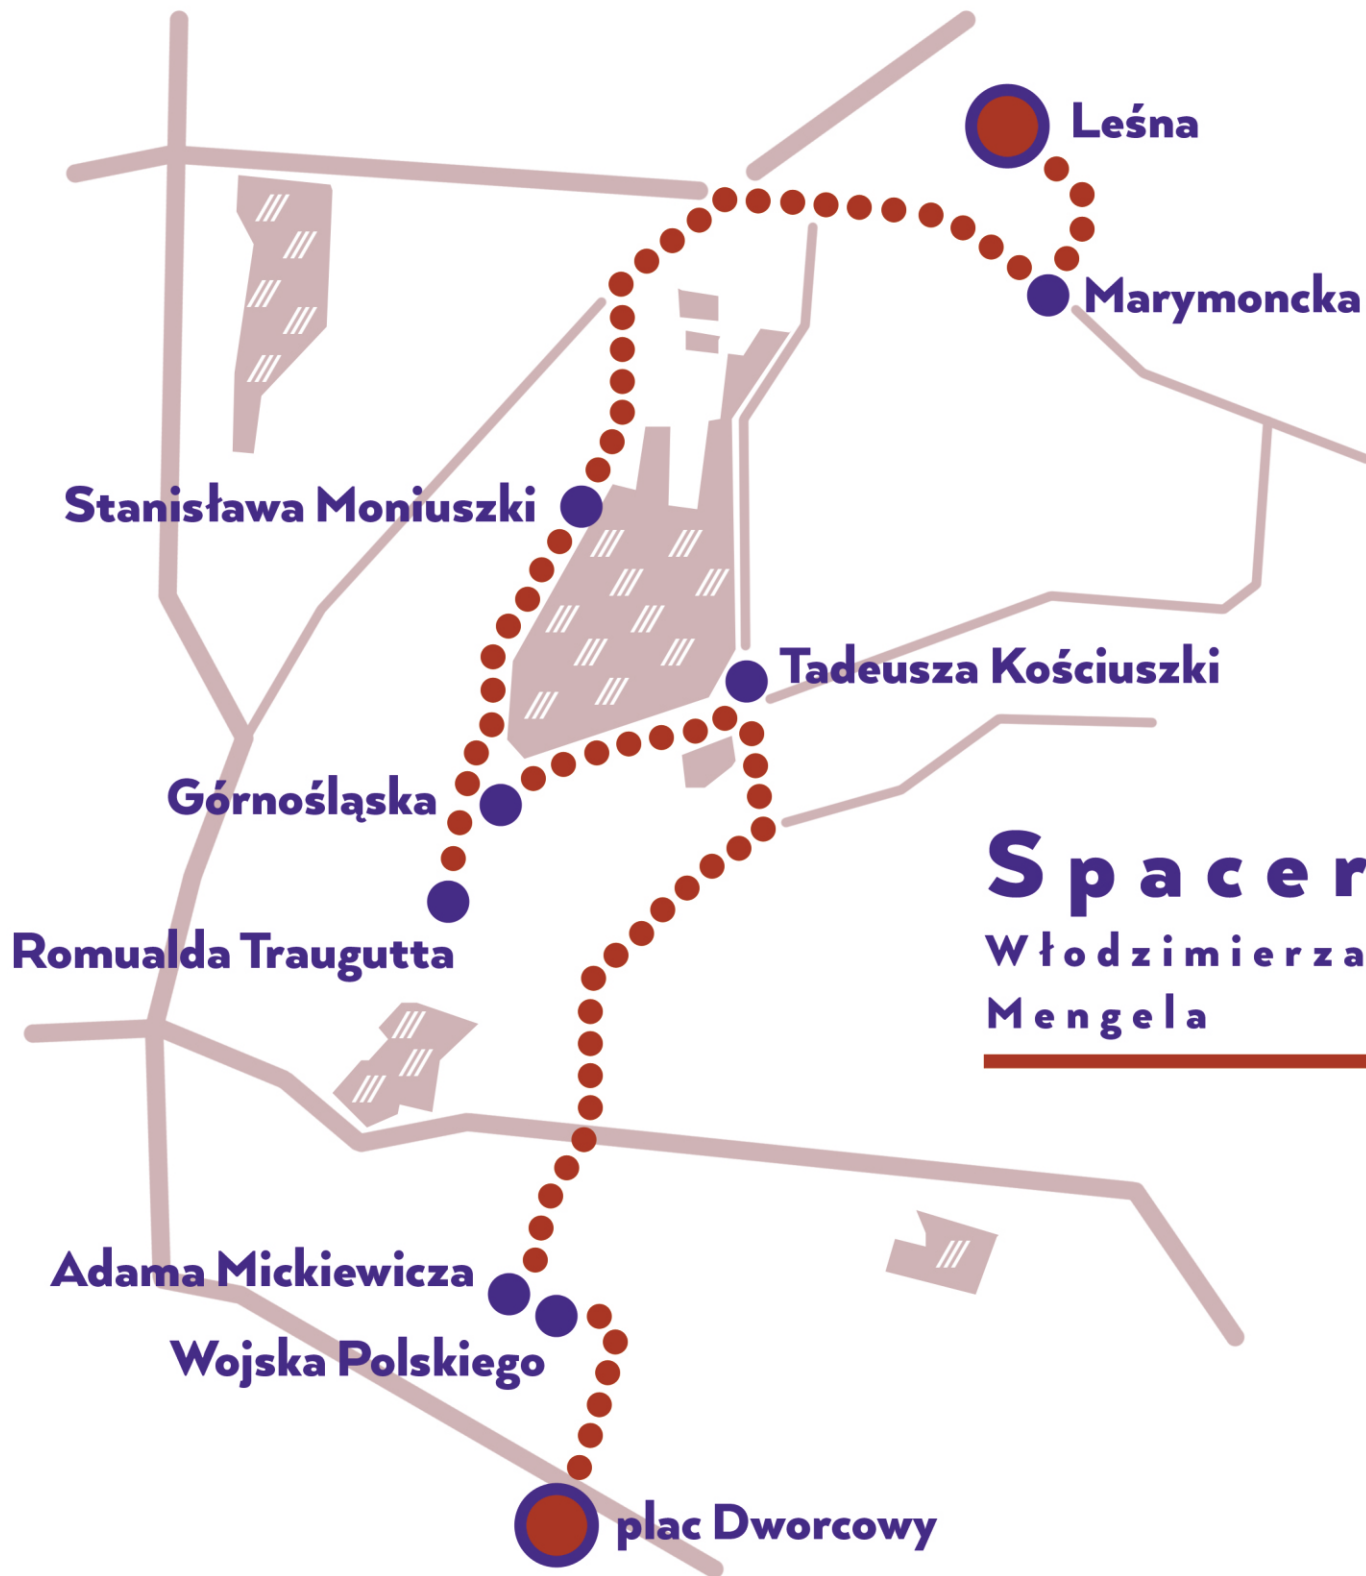 Leśna
Marymoncka
Stanisława Moniuszki
Tadeusza Kościuszki
Górnośląska
Spacer
Włodzimierza
Mengela
Romualda Traugutta
Adama Mickiewicza
Wojska Polskiego
plac Dworcowy